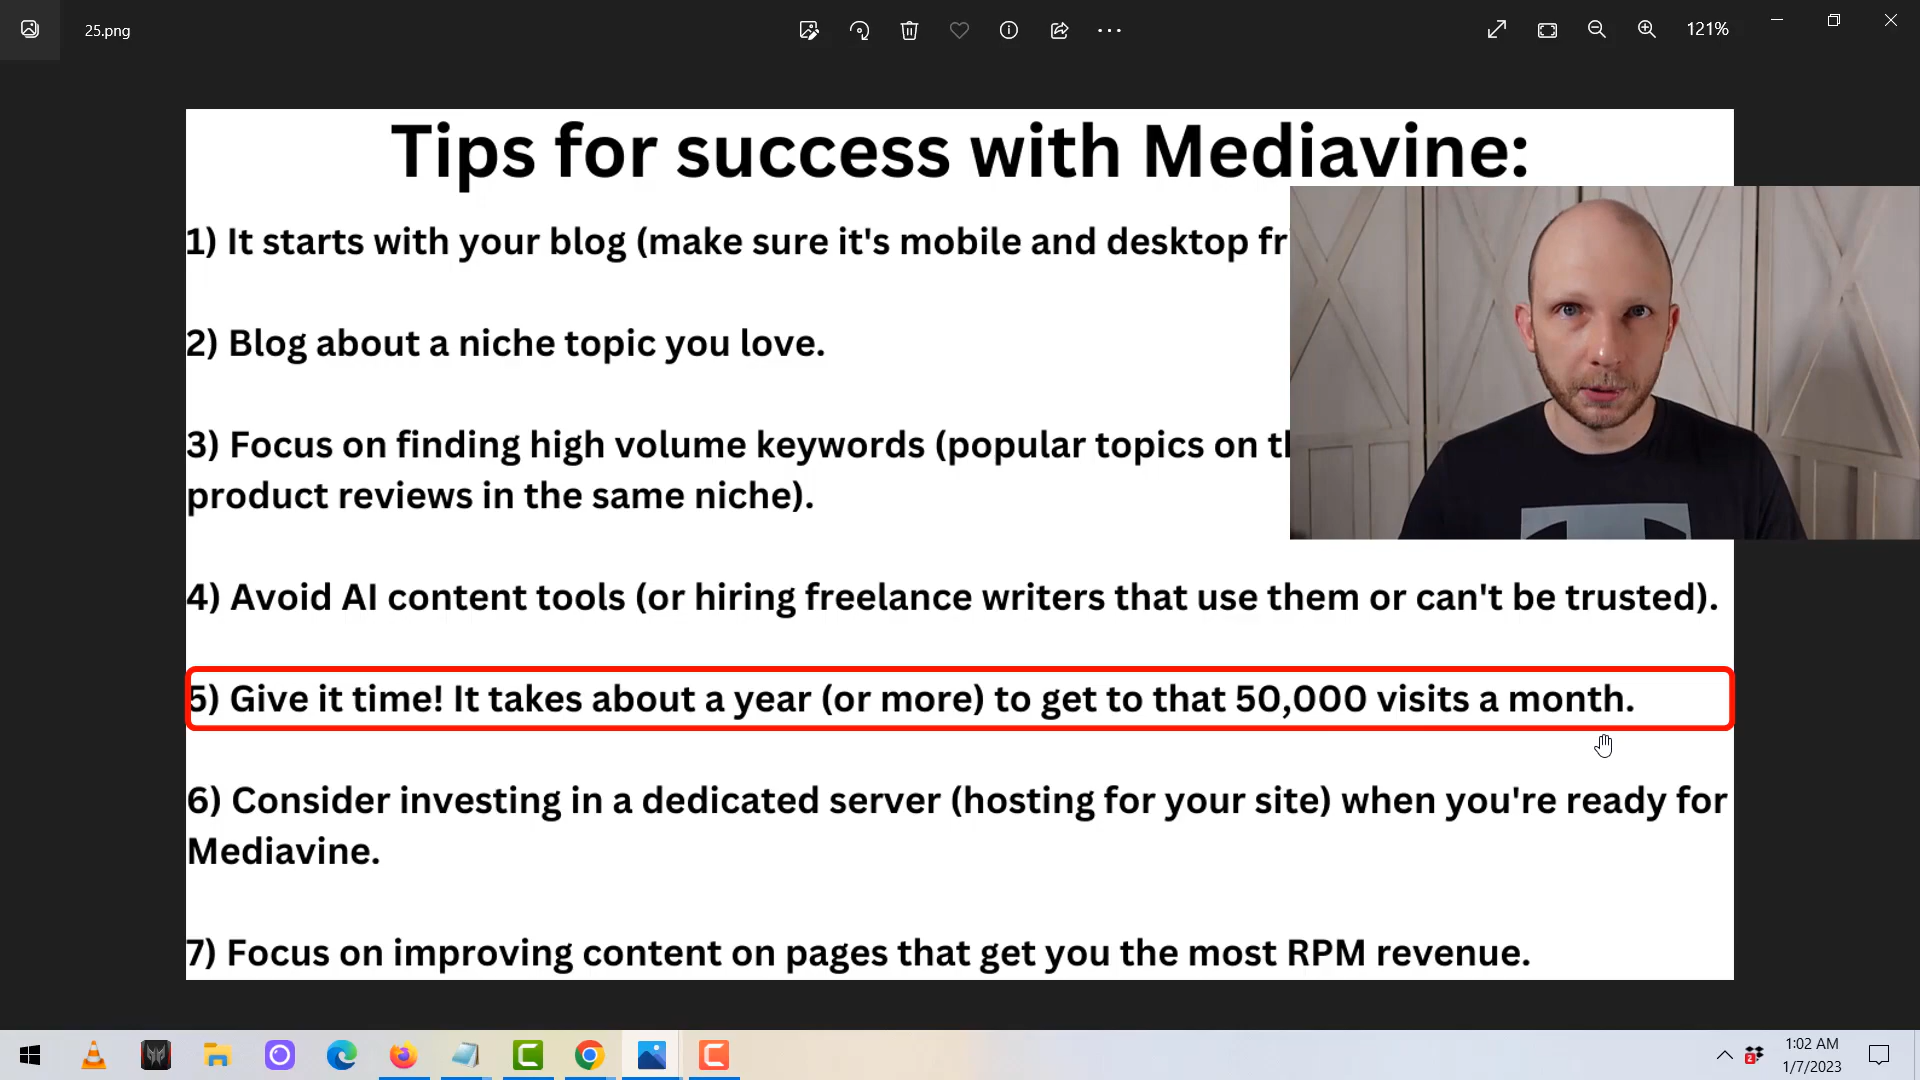 25.png
121%
Tips for success with Mediavine:
1) It starts with your blog (make sure it's mobile and desktop
2) Blog about a niche topic you love.
3) Focus on finding high volume keywords (popular topics on
product reviews in the same niche).
4) Avoid AI content tools (or hiring freelance writers that use them or can't be trusted).
5) Give it time! It takes about a year (or more) to get to that 50,000 visits a month.
6) Consider investing in a dedicated server (hosting for your site) when you're ready for
Mediavine.
7) Focus on improving content on pages that get you the most RPM revenue.
2
1:02 AM
1/7/2023